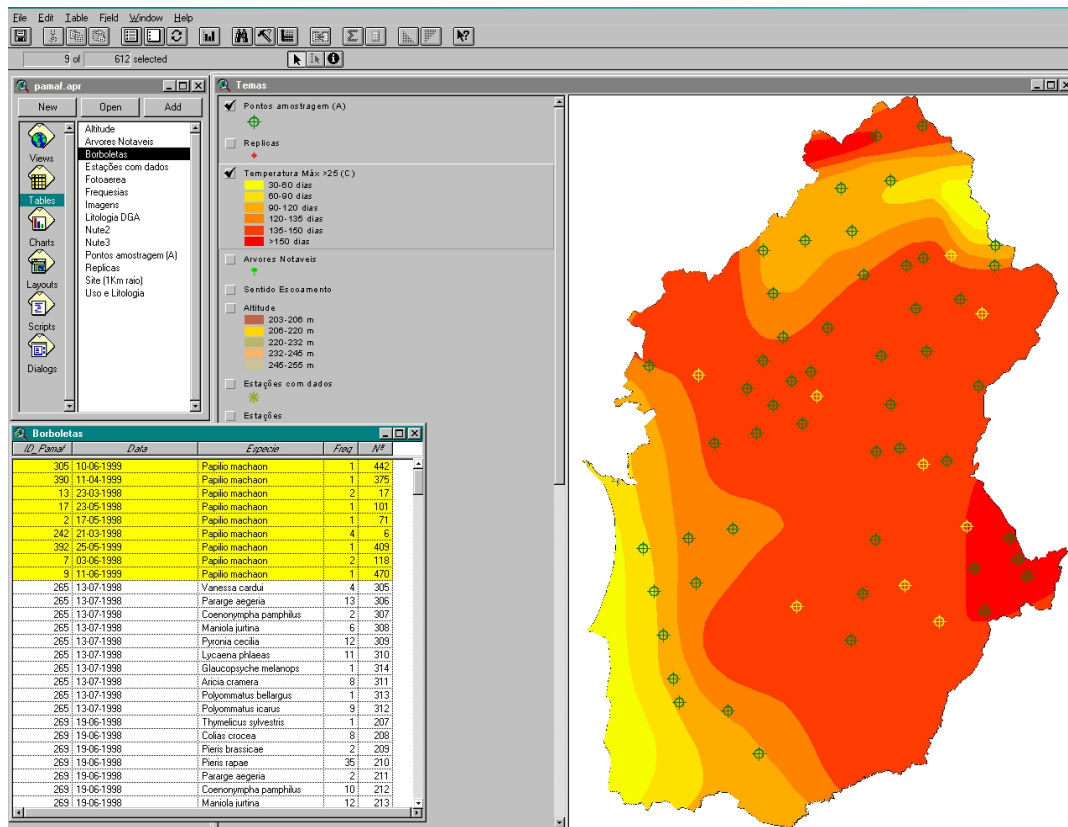 File Edit Table Field Window Help
9 of 612 selected
pamaf.apr
New Open Add
Views
Tables
Charts
Layouts
Scripts
Dialogs
Altitude
Arvores Notaveis
Borboletas
Estações com dados
Fotoaerea
Frequesias
Imagens
Litologia DGA
Nute2
Nute3
Pontos amostragem (A)
Replicas
Site (1Km raio)
Uso e Litologia
Temas
Pontos amostragem (A)
Replicas
Temperatura Máx >25 (C)
30-60 dias
60-90 dias
90-120 dias
120-135 dias
135-150 dias
>150 dias
Arvores Notaveis
Sentido Escoamento
Altitude
203-206 m
206-220 m
220-232 m
232-245 m
245-255 m
Estações com dados
Estações
Borboletas
ID_Pamaf Data Especie Freq Nº
305 10-06-1999 Papilio machaon 1 442
390 11-04-1999 Papilio machaon 1 375
13 23-03-1998 Papilio machaon 2 17
17 23-05-1998 Papilio machaon 1 101
2 17-05-1998 Papilio machaon 1 71
242 21-03-1998 Papilio machaon 4 6
392 25-05-1999 Papilio machaon 1 409
7 03-06-1998 Papilio machaon 2 118
9 11-06-1999 Papilio machaon 1 470
265 13-07-1998 Vanessa cardui 4 305
265 13-07-1998 Pararge aegeria 13 306
265 13-07-1998 Coenonympha pamphilus 2 307
265 13-07-1998 Maniola jurtina 6 308
265 13-07-1998 Pyronia cecilia 12 309
265 13-07-1998 Lycaena phlaeas 11 310
265 13-07-1998 Glaucopsyche melanops 1 314
265 13-07-1998 Aricia cramera 8 311
265 13-07-1998 Polyommatus bellargus 1 313
265 13-07-1998 Polyommatus icarus 9 312
269 19-06-1998 Thymelicus sylvestris 1 207
269 19-06-1998 Colias crocea 8 208
269 19-06-1998 Pieris brassicae 2 209
269 19-06-1998 Pieris rapae 35 210
269 19-06-1998 Pararge aegeria 2 211
269 19-06-1998 Coenonympha pamphilus 10 212
269 19-06-1998 Maniola jurtina 12 213